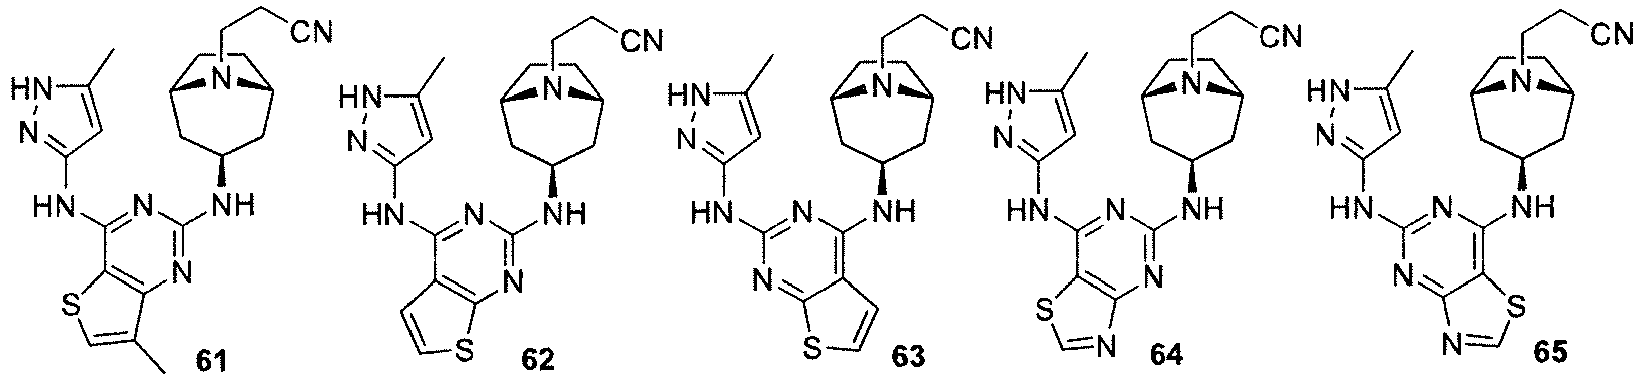 CN CN CN CN CN
HN N HN N HN N HN N HN N
N N N N N
HN N NH HN N NH HN N NH HN N NH HN N NH
N N N N N
S S S N N S
61 62 63 64 65